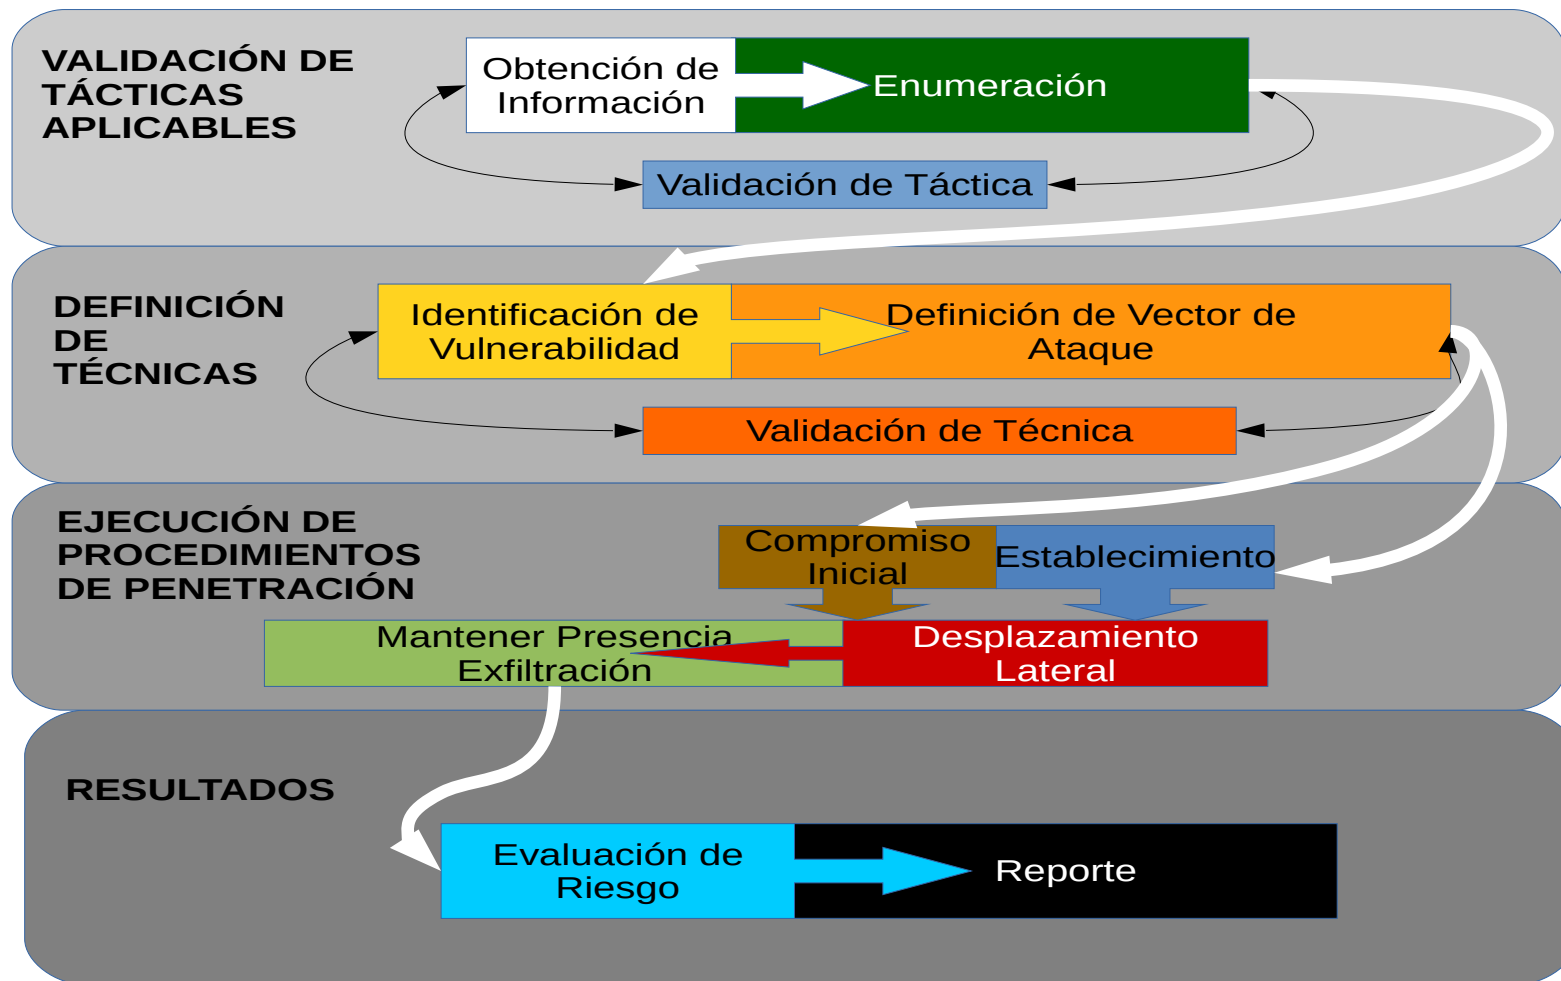 VALIDACIÓN DE
TÁCTICAS
APLICABLES
Obtención de
Información
Enumeración
Validación de Táctica
DEFINICIÓN
DE
TÉCNICAS
Identificación de
Vulnerabilidad
Definición de Vector de
Ataque
Validación de Técnica
EJECUCIÓN DE
PROCEDIMIENTOS
DE PENETRACIÓN
Compromiso
Inicial
Establecimiento
Mantener Presencia
Exfiltración
Desplazamiento
Lateral
RESULTADOS
Evaluación de
Riesgo
Reporte